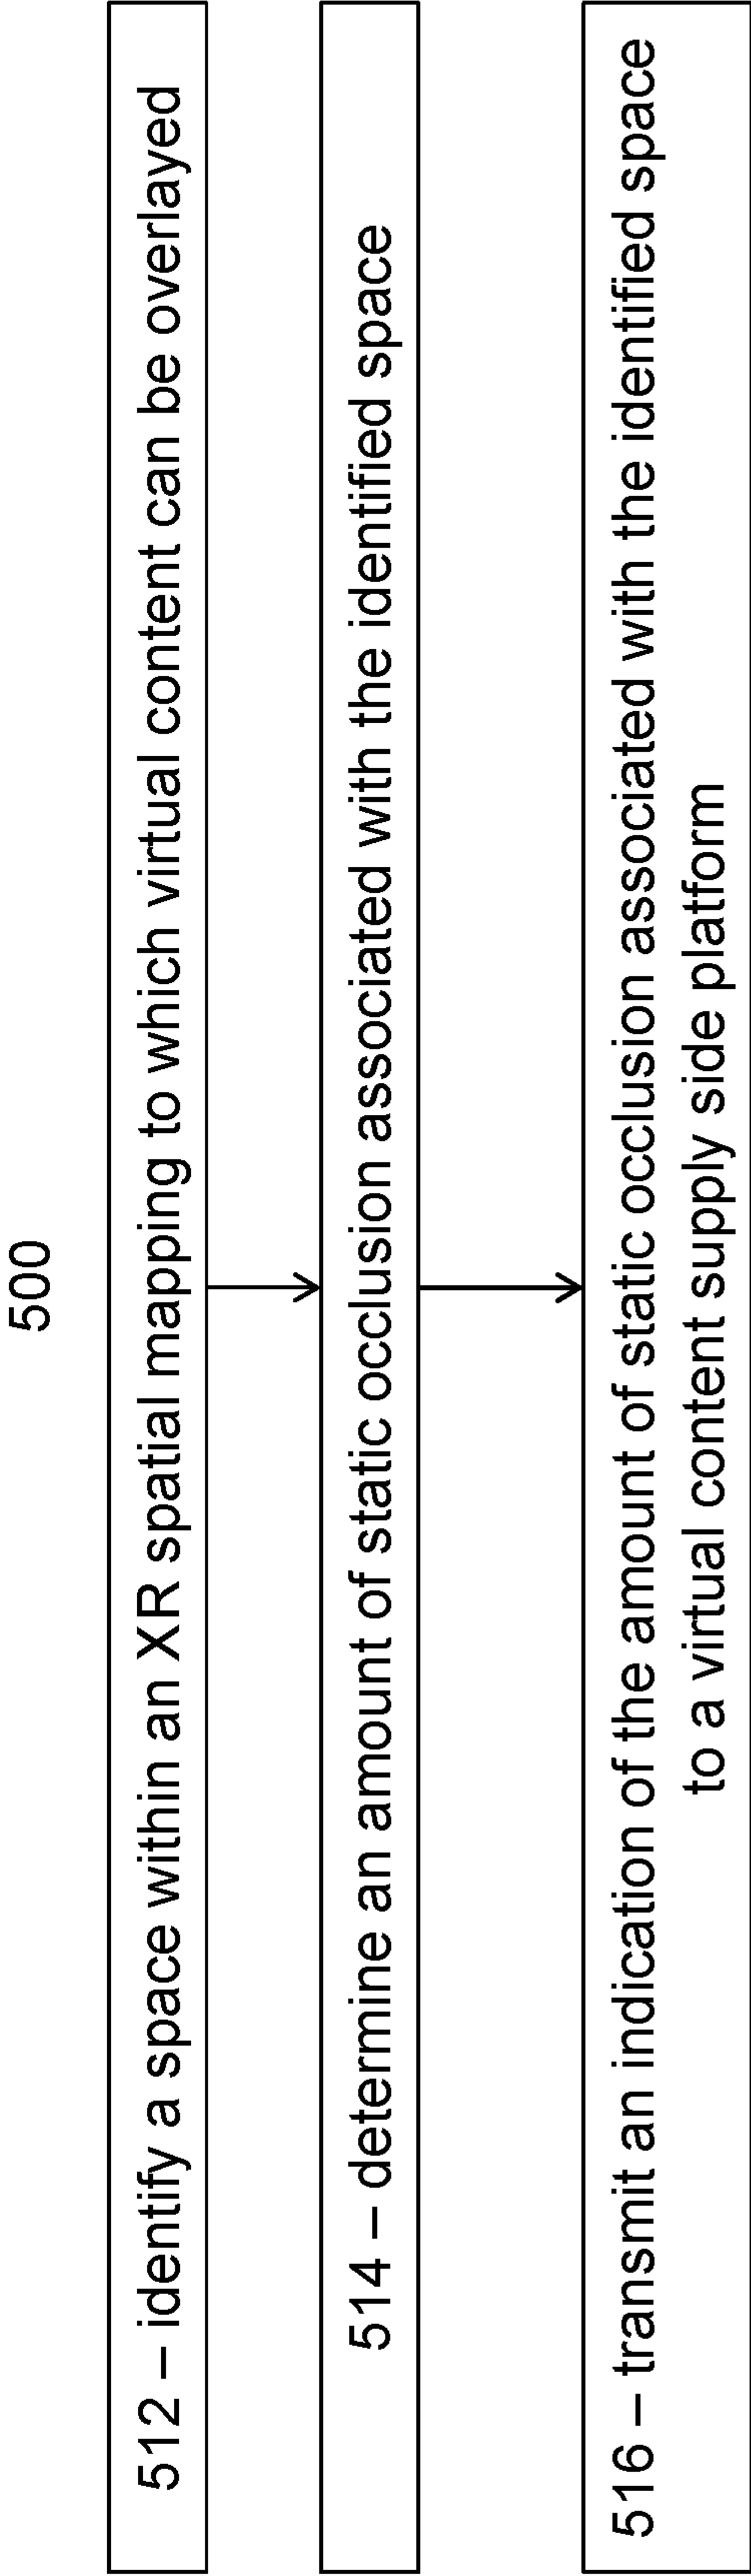 500
512 – identify a space within an XR spatial mapping to which virtual content can be overlayed
514 – determine an amount of static occlusion associated with the identified space
516 – transmit an indication of the amount of static occlusion associated with the identified space
to a virtual content supply side platform